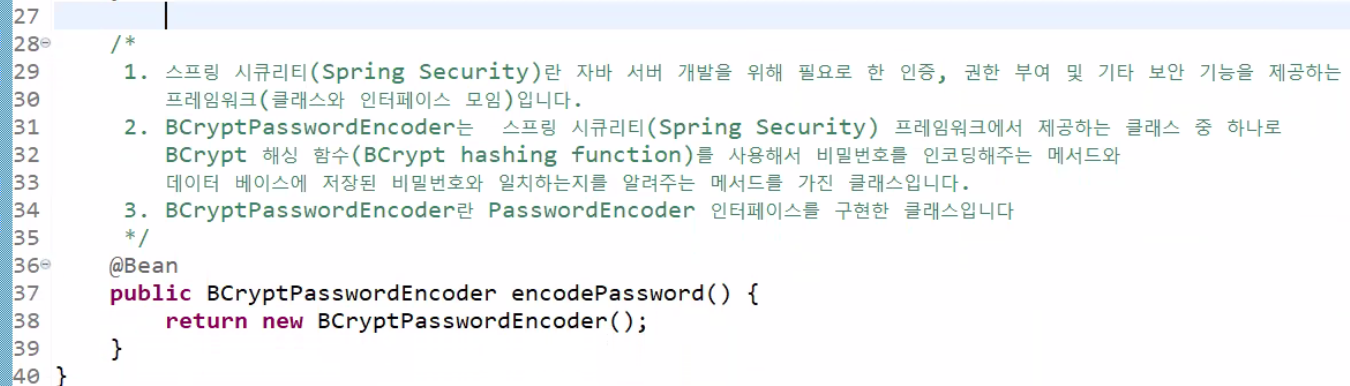 27
28 /*
29 1. 스프링 시큐리티(Spring Security)란 자바 서버 개발을 위해 필요로 한 인증, 권한 부여 및 기타 보안 기능을 제공하는
30 프레임워크(클래스와 인터페이스 모임)입니다.
31 2. BCryptPasswordEncoder는 스프링 시큐리티(Spring Security) 프레임워크에서 제공하는 클래스 중 하나로
32 BCrypt 해싱 함수(BCrypt hashing function)를 사용해서 비밀번호를 인코딩해주는 메서드와
33 데이터 베이스에 저장된 비밀번호와 일치하는지를 알려주는 메서드를 가진 클래스입니다.
34 3. BCryptPasswordEncoder란 PasswordEncoder 인터페이스를 구현한 클래스입니다
35 */
36 @Bean
37 public BCryptPasswordEncoder encodePassword() {
38 return new BCryptPasswordEncoder();
39 }
40 }